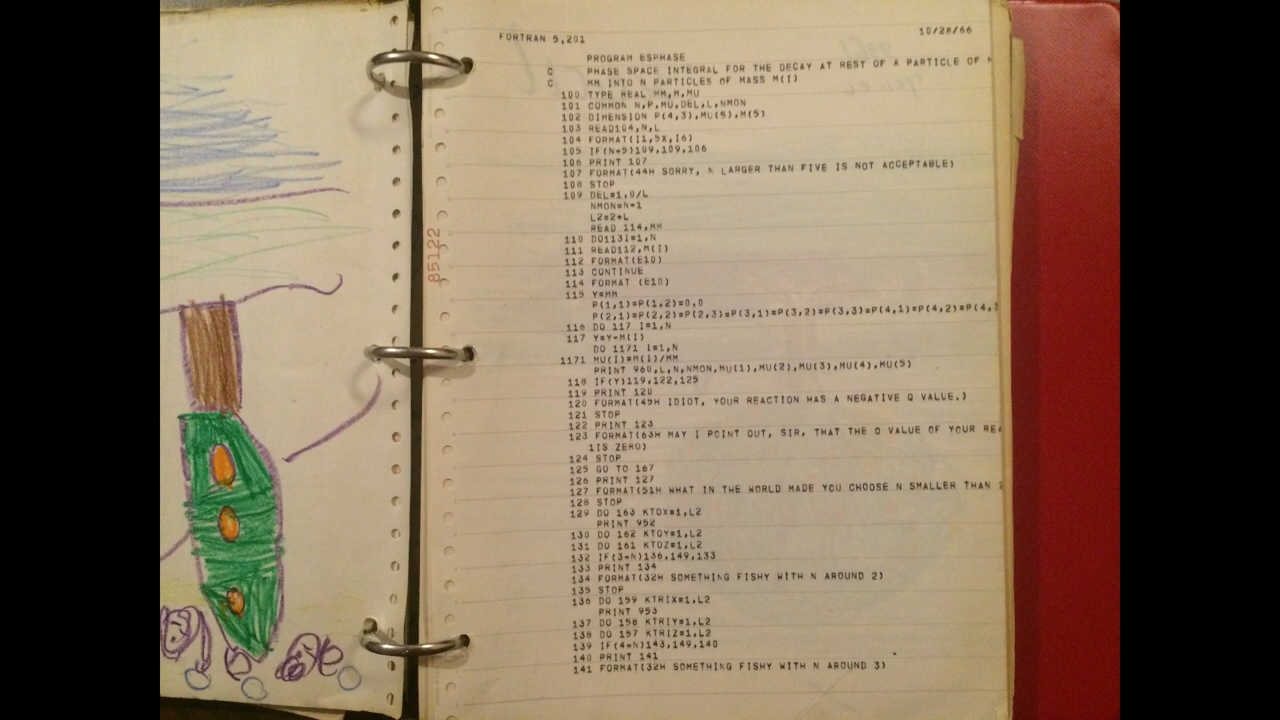 FORTRAN 5,201
10/28/66
PROGRAM ESPHASE
C PHASE SPACE INTEGRAL FOR THE DECAY AT REST OF A PARTICLE OF
C MM INTO N PARTICLES OF MASS M(I)
100 TYPE REAL MM,M,MU
101 COMMON N,P,MU,DEL,L,NMON
102 DIMENSION P(4,3),MU(5),M(5)
103 READ104,N,L
104 FORMAT(I1,5X,I6)
105 IF(N=5)109,109,106
106 PRINT 107
107 FORMAT(44H SORRY, N LARGER THAN FIVE IS NOT ACCEPTABLE)
108 STOP
109 DEL=1.0/L
NMON=N=1
L2=2*L
READ 114,MM
110 DO113I=1,N
111 READ112,M(I)
112 FORMAT(E10)
113 CONTINUE
114 FORMAT (E10)
115 Y=MM
P(1,1)=P(1,2)=0.0
P(2,1)=P(2,2)=P(2,3)=P(3,1)=P(3,2)=P(3,3)=P(4,1)=P(4,2)=P(4,
116 DO 117 I=1,N
117 Y=Y=M(I)
DO 1171 I=1,N
1171 MU(I)=M(I)/MM
PRINT 960,L,N,NMON,MU(1),MU(2),MU(3),MU(4),MU(5)
118 IF(Y)119,122,125
119 PRINT 120
120 FORMAT(45H IDIOT, YOUR REACTION HAS A NEGATIVE Q VALUE.)
121 STOP
122 PRINT 123
123 FORMAT(63H MAY I POINT OUT, SIR, THAT THE Q VALUE OF YOUR REA
1IS ZERO)
124 STOP
125 GO TO 167
126 PRINT 127
127 FORMAT(51H WHAT IN THE WORLD MADE YOU CHOOSE N SMALLER THAN 2
128 STOP
129 DO 163 KTOX=1,L2
PRINT 952
130 DO 162 KTOY=1,L2
131 DO 161 KTOZ=1,L2
132 IF(3=N)136,149,133
133 PRINT 134
134 FORMAT(32H SOMETHING FISHY WITH N AROUND 2)
135 STOP
136 DO 159 KTRIX=1,L2
PRINT 953
137 DO 158 KTRIY=1,L2
138 DO 157 KTRIZ=1,L2
139 IF(4=N)143,149,140
140 PRINT 141
141 FORMAT(32H SOMETHING FISHY WITH N AROUND 3)
85122